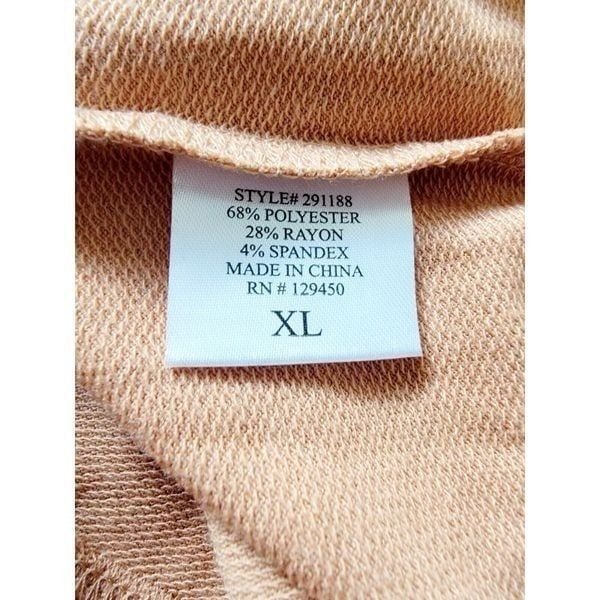 STYLE# 291188
68% POLYESTER
28% RAYON
4% SPANDEX
MADE IN CHINA
RN # 129450
XL